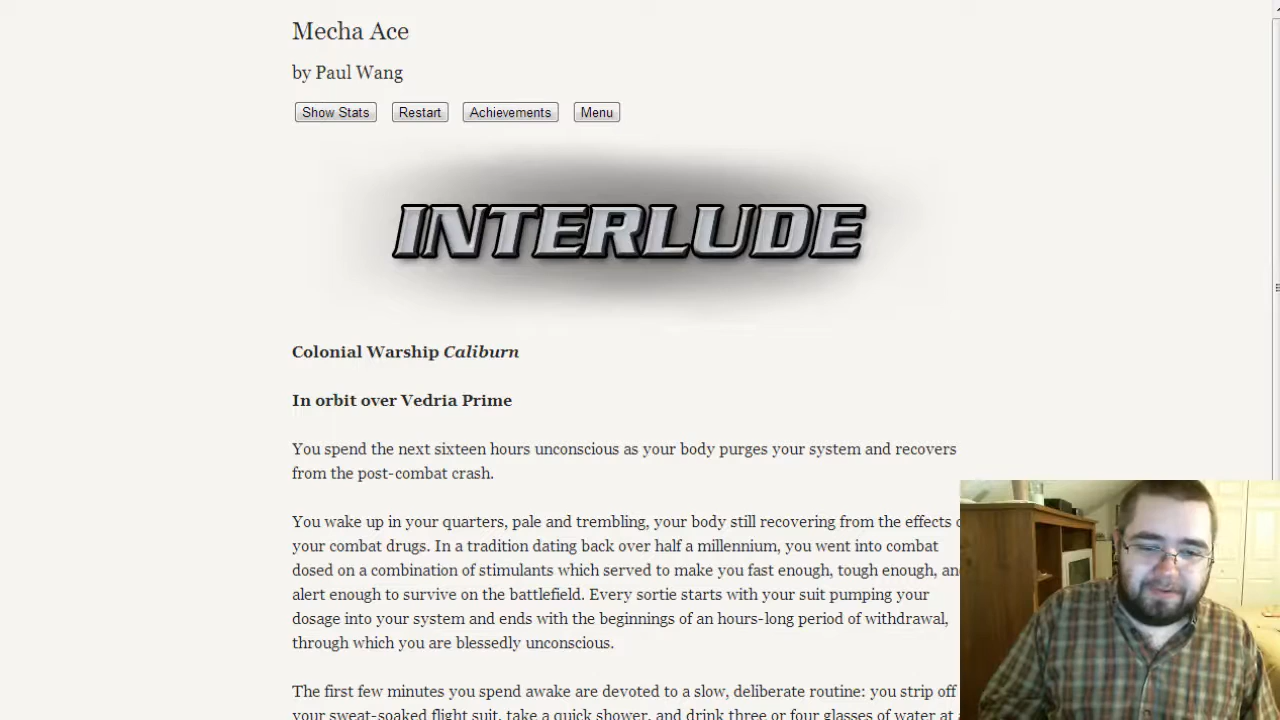 Mecha Ace
by Paul Wang
Show Stats Restart Achievements Menu
INTERLUDE
Colonial Warship Caliburn
In orbit over Vedria Prime
You spend the next sixteen hours unconscious as your body purges your system and recovers
from the post-combat crash.
You wake up in your quarters, pale and trembling, your body still recovering from the effects
your combat drugs. In a tradition dating back over half a millennium, you went into combat
dosed on a combination of stimulants which served to make you fast enough, tough enough,
alert enough to survive on the battlefield. Every sortie starts with your suit pumping your
dosage into your system and ends with the beginnings of an hours-long period of withdrawal,
through which you are blessedly unconscious.
The first few minutes you spend awake are devoted to a slow, deliberate routine: you strip off
your sweat-soaked flight suit, take a quick shower, and drink three or four glasses of water at